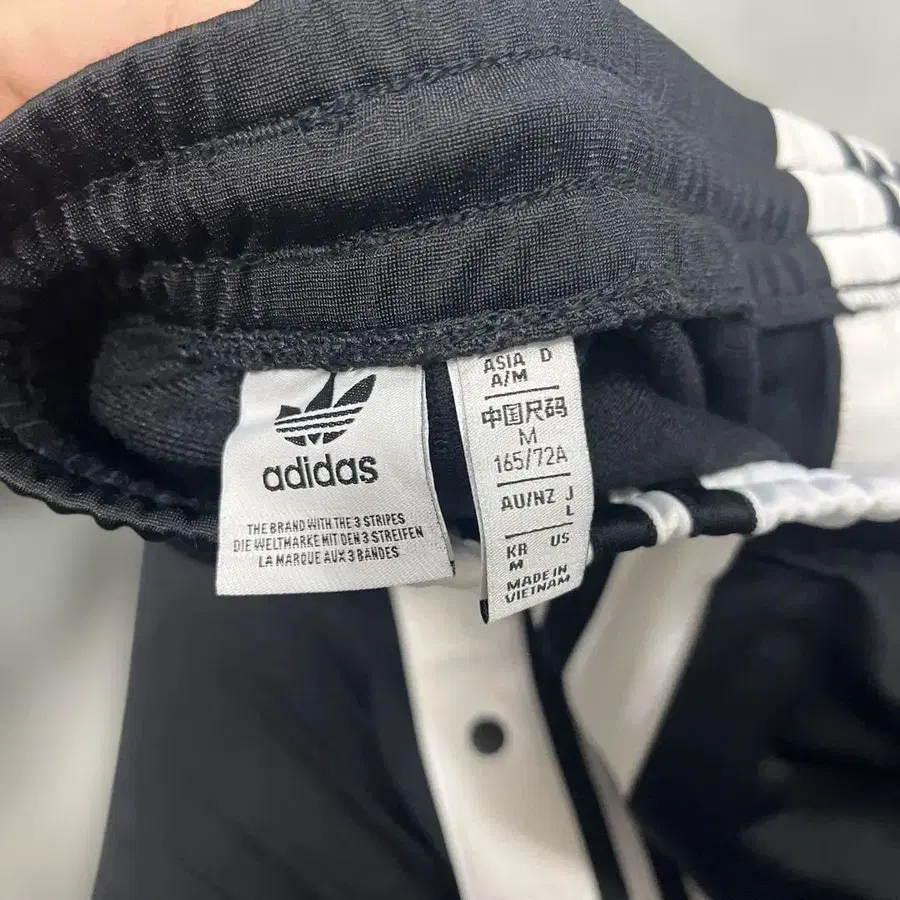 adidas
THE BRAND WITH THE 3 STRIPES
DIE WELTMARKE MIT DEN 3 STREIFEN
LA MARQUE AUX 3 BANDES
ASIA D
A/M
中国尺码
M
165/72A
AU/NZ J
L
KR US
M
MADE IN
VIETNAM